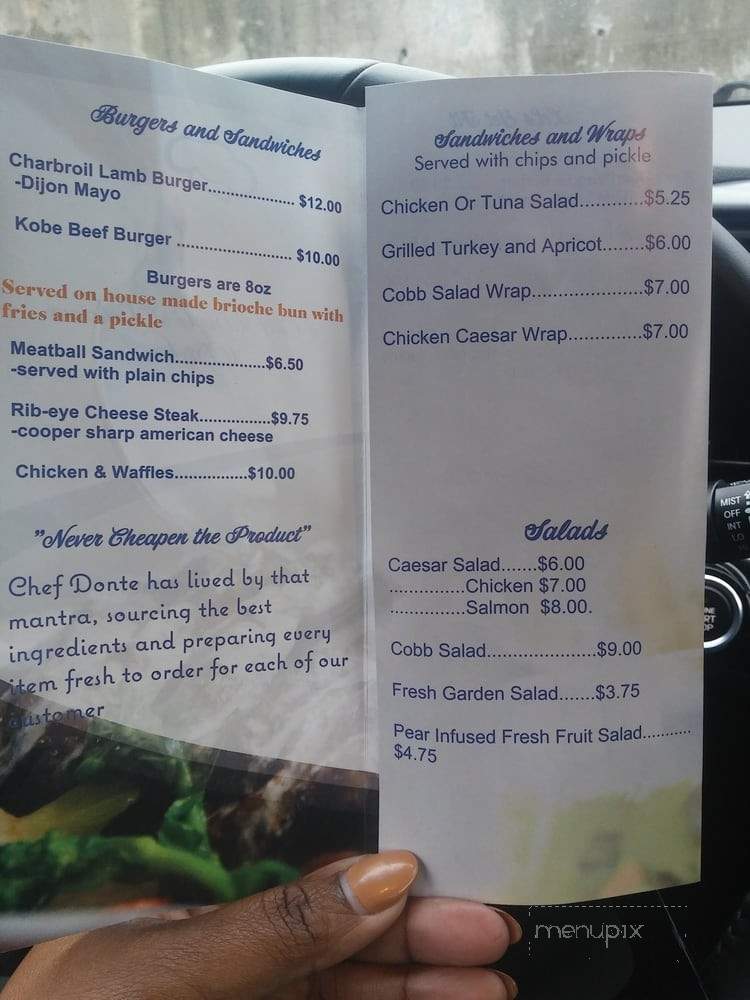 Burgers and Sandwiches
Charbroil Lamb Burger.................... $12.00
-Dijon Mayo
Kobe Beef Burger ........................... $10.00
Burgers are 8oz
Served on house made brioche bun with
fries and a pickle
Meatball Sandwich.....................$6.50
-served with plain chips
Rib-eye Cheese Steak.................$9.75
-cooper sharp american cheese
Chicken & Waffles.................$10.00
"Never Cheapen the Product"
Chef Donte has lived by that
mantra, sourcing the best
ingredients and preparing every
item fresh to order for each of our
customer
Sandwiches and Wraps
Served with chips and pickle
Chicken Or Tuna Salad............$5.25
Grilled Turkey and Apricot........$6.00
Cobb Salad Wrap.....................$7.00
Chicken Caesar Wrap..............$7.00
Salads
Caesar Salad.......$6.00
..............Chicken $7.00
..............Salmon $8.00.
Cobb Salad.....................$9.00
Fresh Garden Salad.......$3.75
Pear Infused Fresh Fruit Salad..........
$4.75
MIST
OFF
INT
LO
menupix